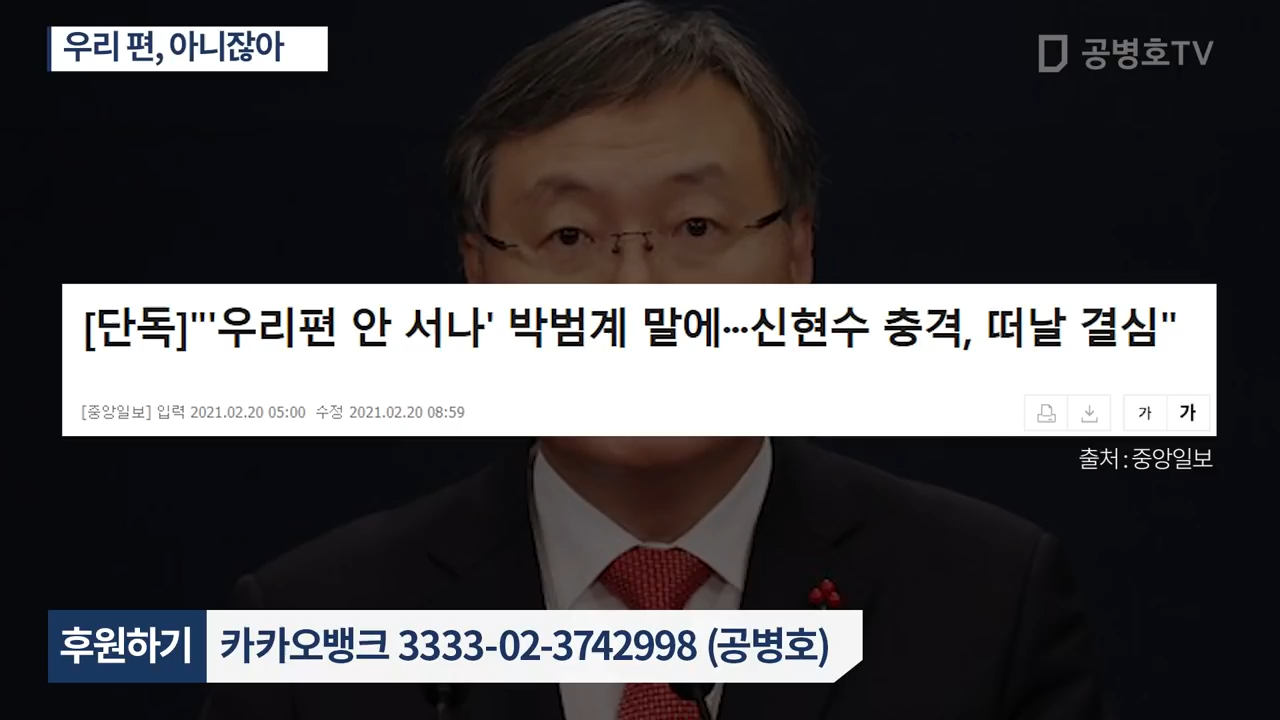 우리 편, 아니잖아
공병호TV
[단독]"'우리편 안 서나' 박범계 말에…신현수 충격, 떠날 결심"
[중앙일보] 입력 2021.02.20 05:00 수정 2021.02.20 08:59
가 가
출처 : 중앙일보
후원하기 카카오뱅크 3333-02-3742998 (공병호)